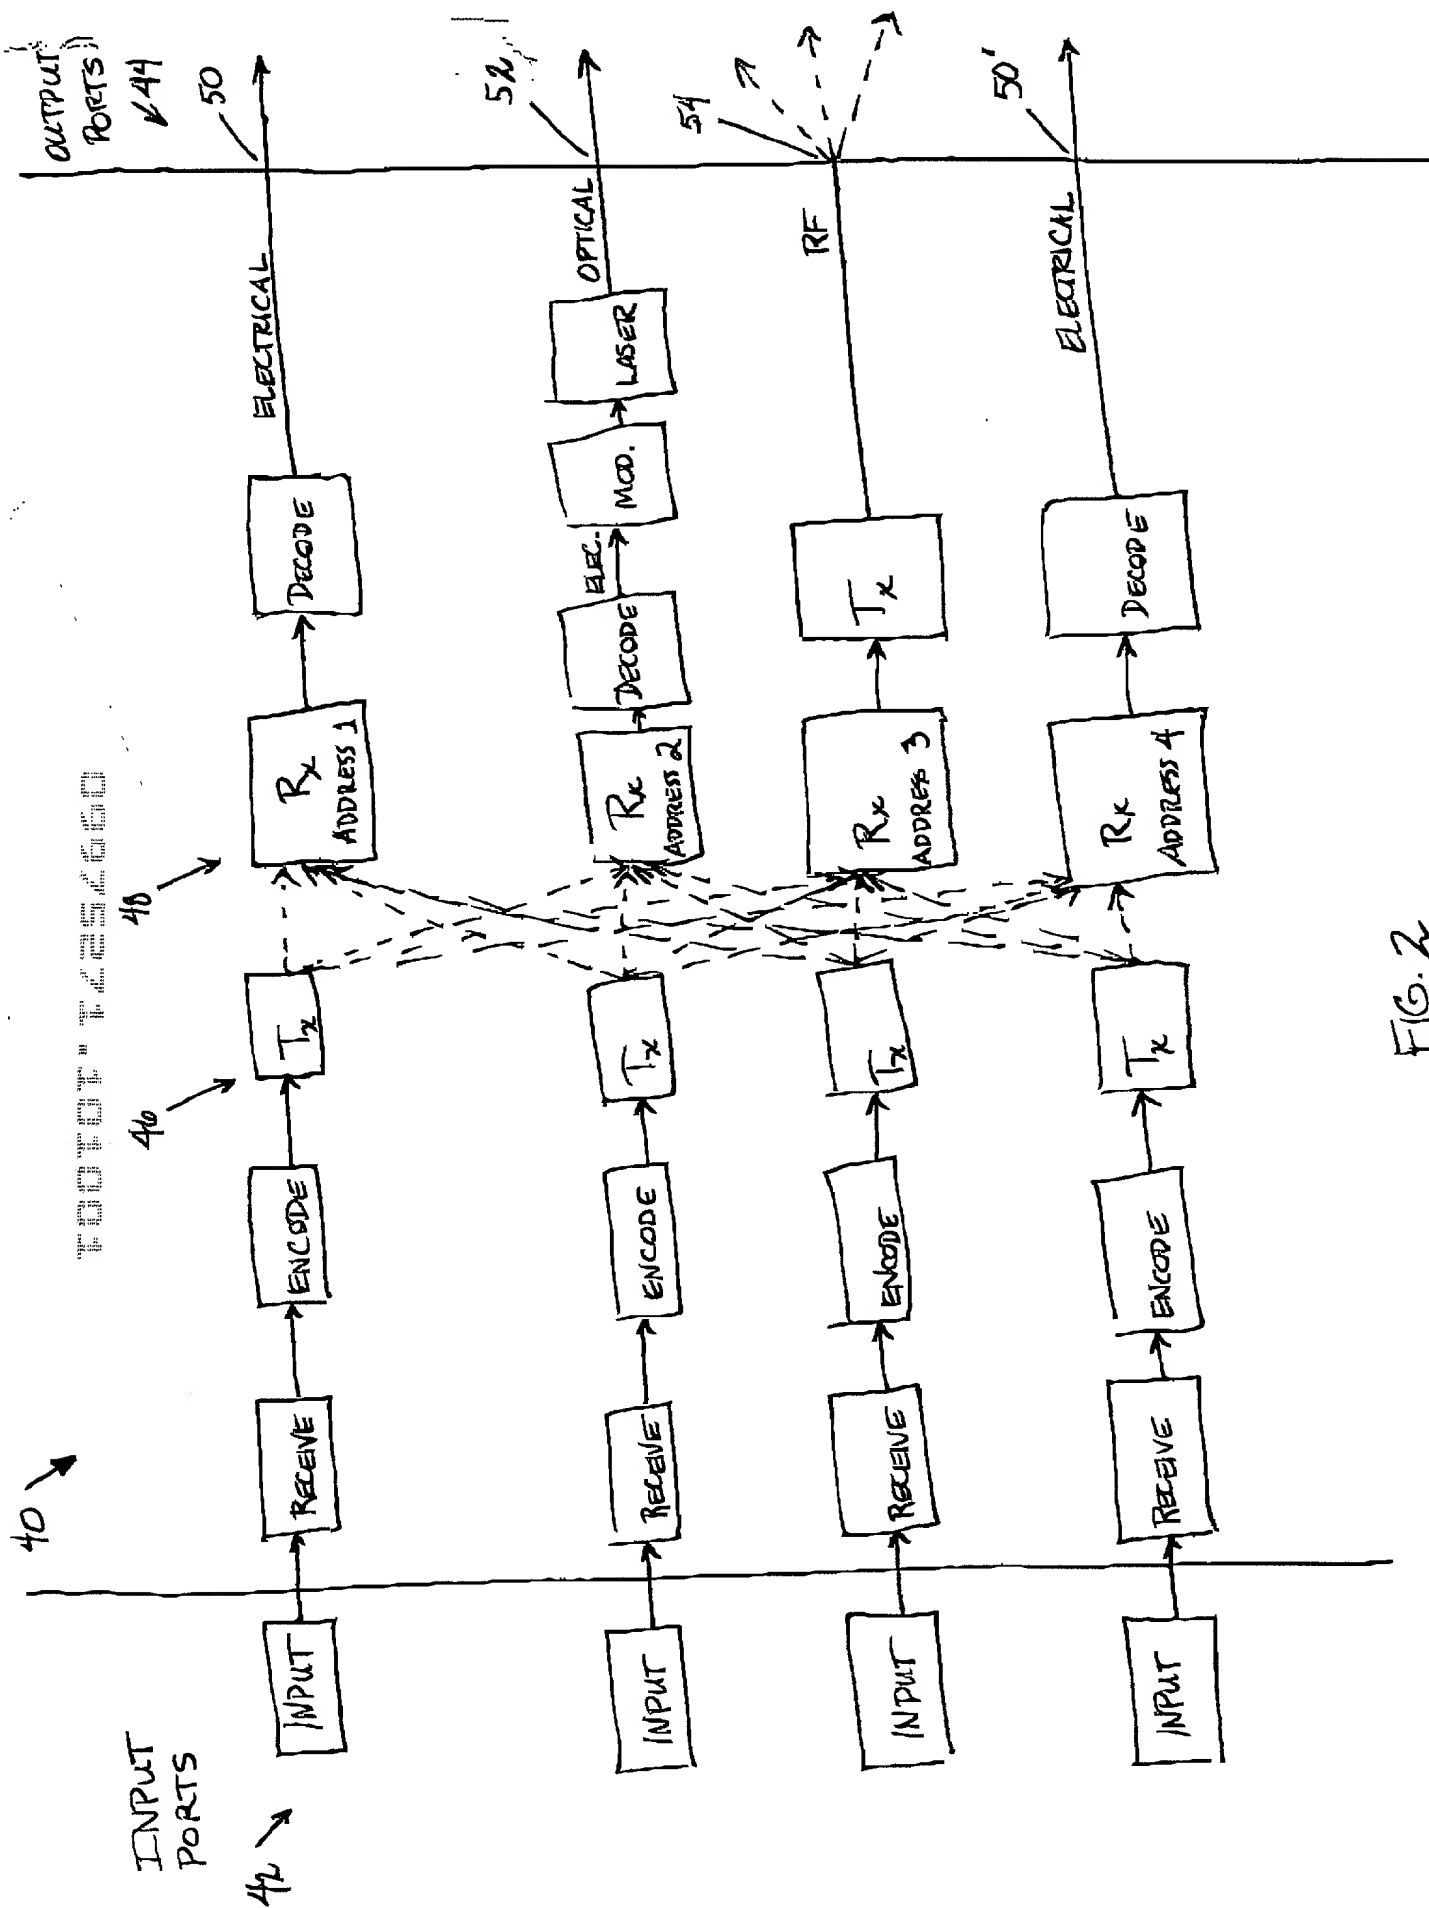 OUTPUT
PORTS
44
50
52
54
50'
ELECTRICAL
OPTICAL
RF
ELECTRICAL
40
48
46
INPUT
RECEIVE
ENCODE
Tx
Rx
ADDRESS 1
DECODE
INPUT
RECEIVE
ENCODE
Tx
Rx
ADDRESS 2
DECODE
ELEC.
MOD.
LASER
INPUT
RECEIVE
ENCODE
Tx
Rx
ADDRESS 3
Tx
INPUT
RECEIVE
ENCODE
Tx
Rx
ADDRESS 4
DECODE
INPUT
PORTS
42
FIG. 2